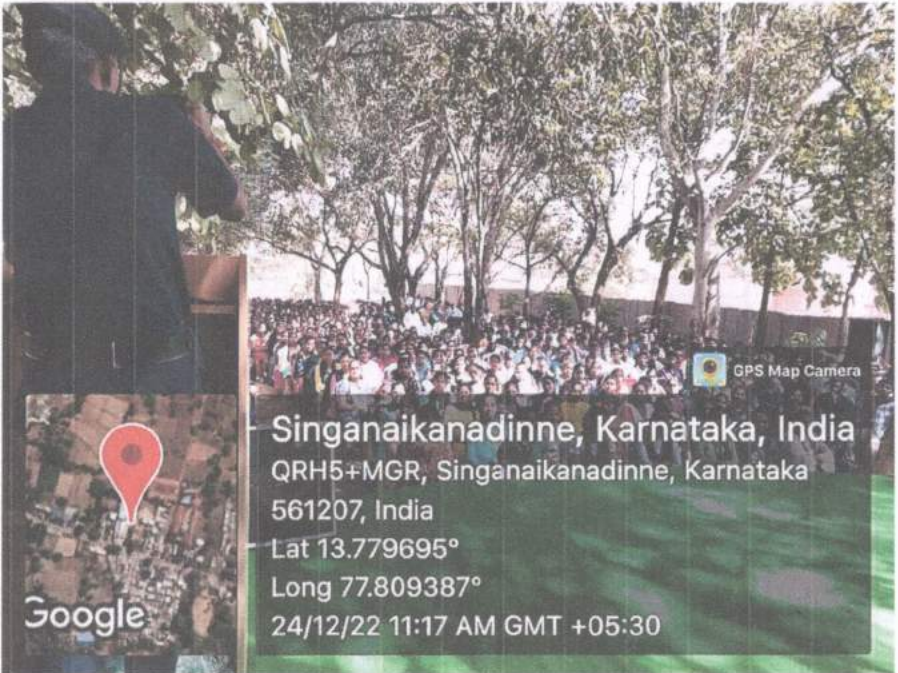 GPS Map Camera
Singanaikanadinne, Karnataka, India
QRH5+MGR, Singanaikanadinne, Karnataka
561207, India
Lat 13.779695°
Long 77.809387°
24/12/22 11:17 AM GMT +05:30
Google